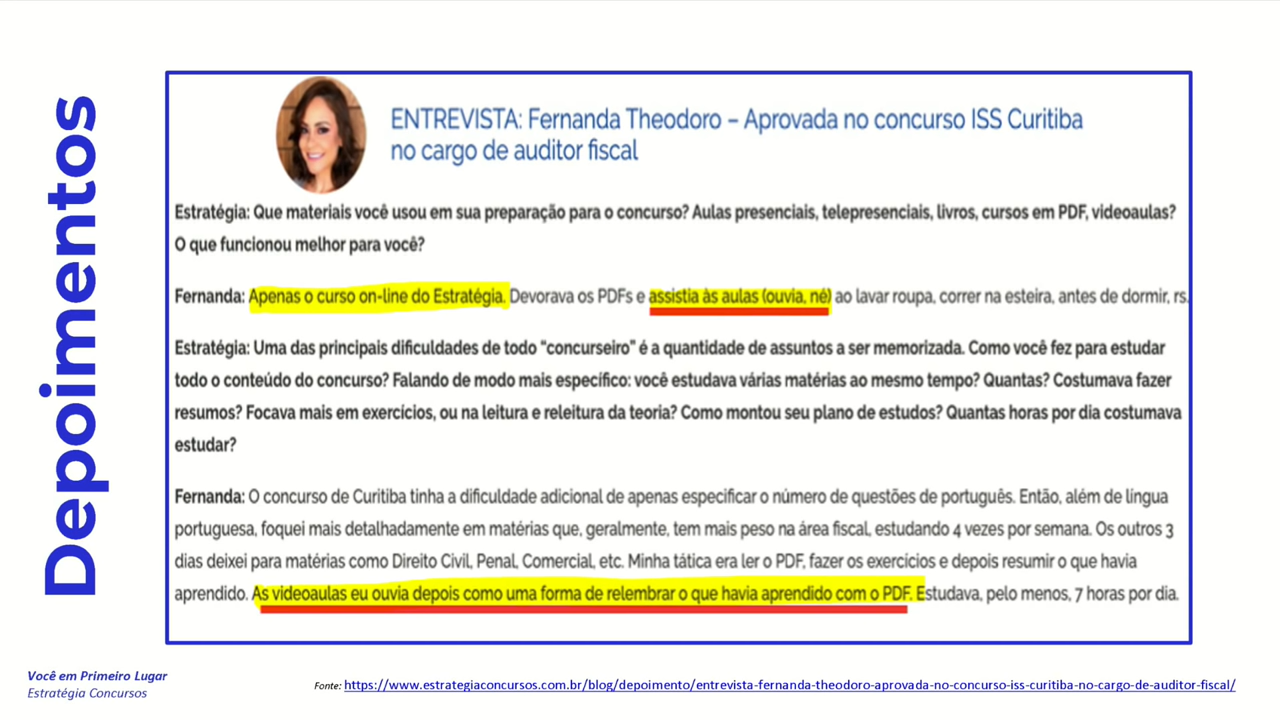 Depoimentos
ENTREVISTA: Fernanda Theodoro – Aprovada no concurso ISS Curitiba
no cargo de auditor fiscal
Estratégia: Que materiais você usou em sua preparação para o concurso? Aulas presenciais, telepresenciais, livros, cursos em PDF, videoaulas?
O que funcionou melhor para você?
Fernanda: Apenas o curso on-line do Estratégia. Devorava os PDFs e assistia às aulas (ouvia, né) ao lavar roupa, correr na esteira, antes de dormir, rs.
Estratégia: Uma das principais dificuldades de todo “concurseiro” é a quantidade de assuntos a ser memorizada. Como você fez para estudar
todo o conteúdo do concurso? Falando de modo mais específico: você estudava várias matérias ao mesmo tempo? Quantas? Costumava fazer
resumos? Focava mais em exercícios, ou na leitura e releitura da teoria? Como montou seu plano de estudos? Quantas horas por dia costumava
estudar?
Fernanda: O concurso de Curitiba tinha a dificuldade adicional de apenas especificar o número de questões de português. Então, além de língua
portuguesa, foquei mais detalhadamente em matérias que, geralmente, tem mais peso na área fiscal, estudando 4 vezes por semana. Os outros 3
dias deixei para matérias como Direito Civil, Penal, Comercial, etc. Minha tática era ler o PDF, fazer os exercícios e depois resumir o que havia
aprendido. As videoaulas eu ouvia depois como uma forma de relembrar o que havia aprendido com o PDF. Estudava, pelo menos, 7 horas por dia.
Você em Primeiro Lugar
Estratégia Concursos
Fonte: https://www.estrategiaconcursos.com.br/blog/depoimento/entrevista-fernanda-theodoro-aprovada-no-concurso-iss-curitiba-no-cargo-de-auditor-fiscal/